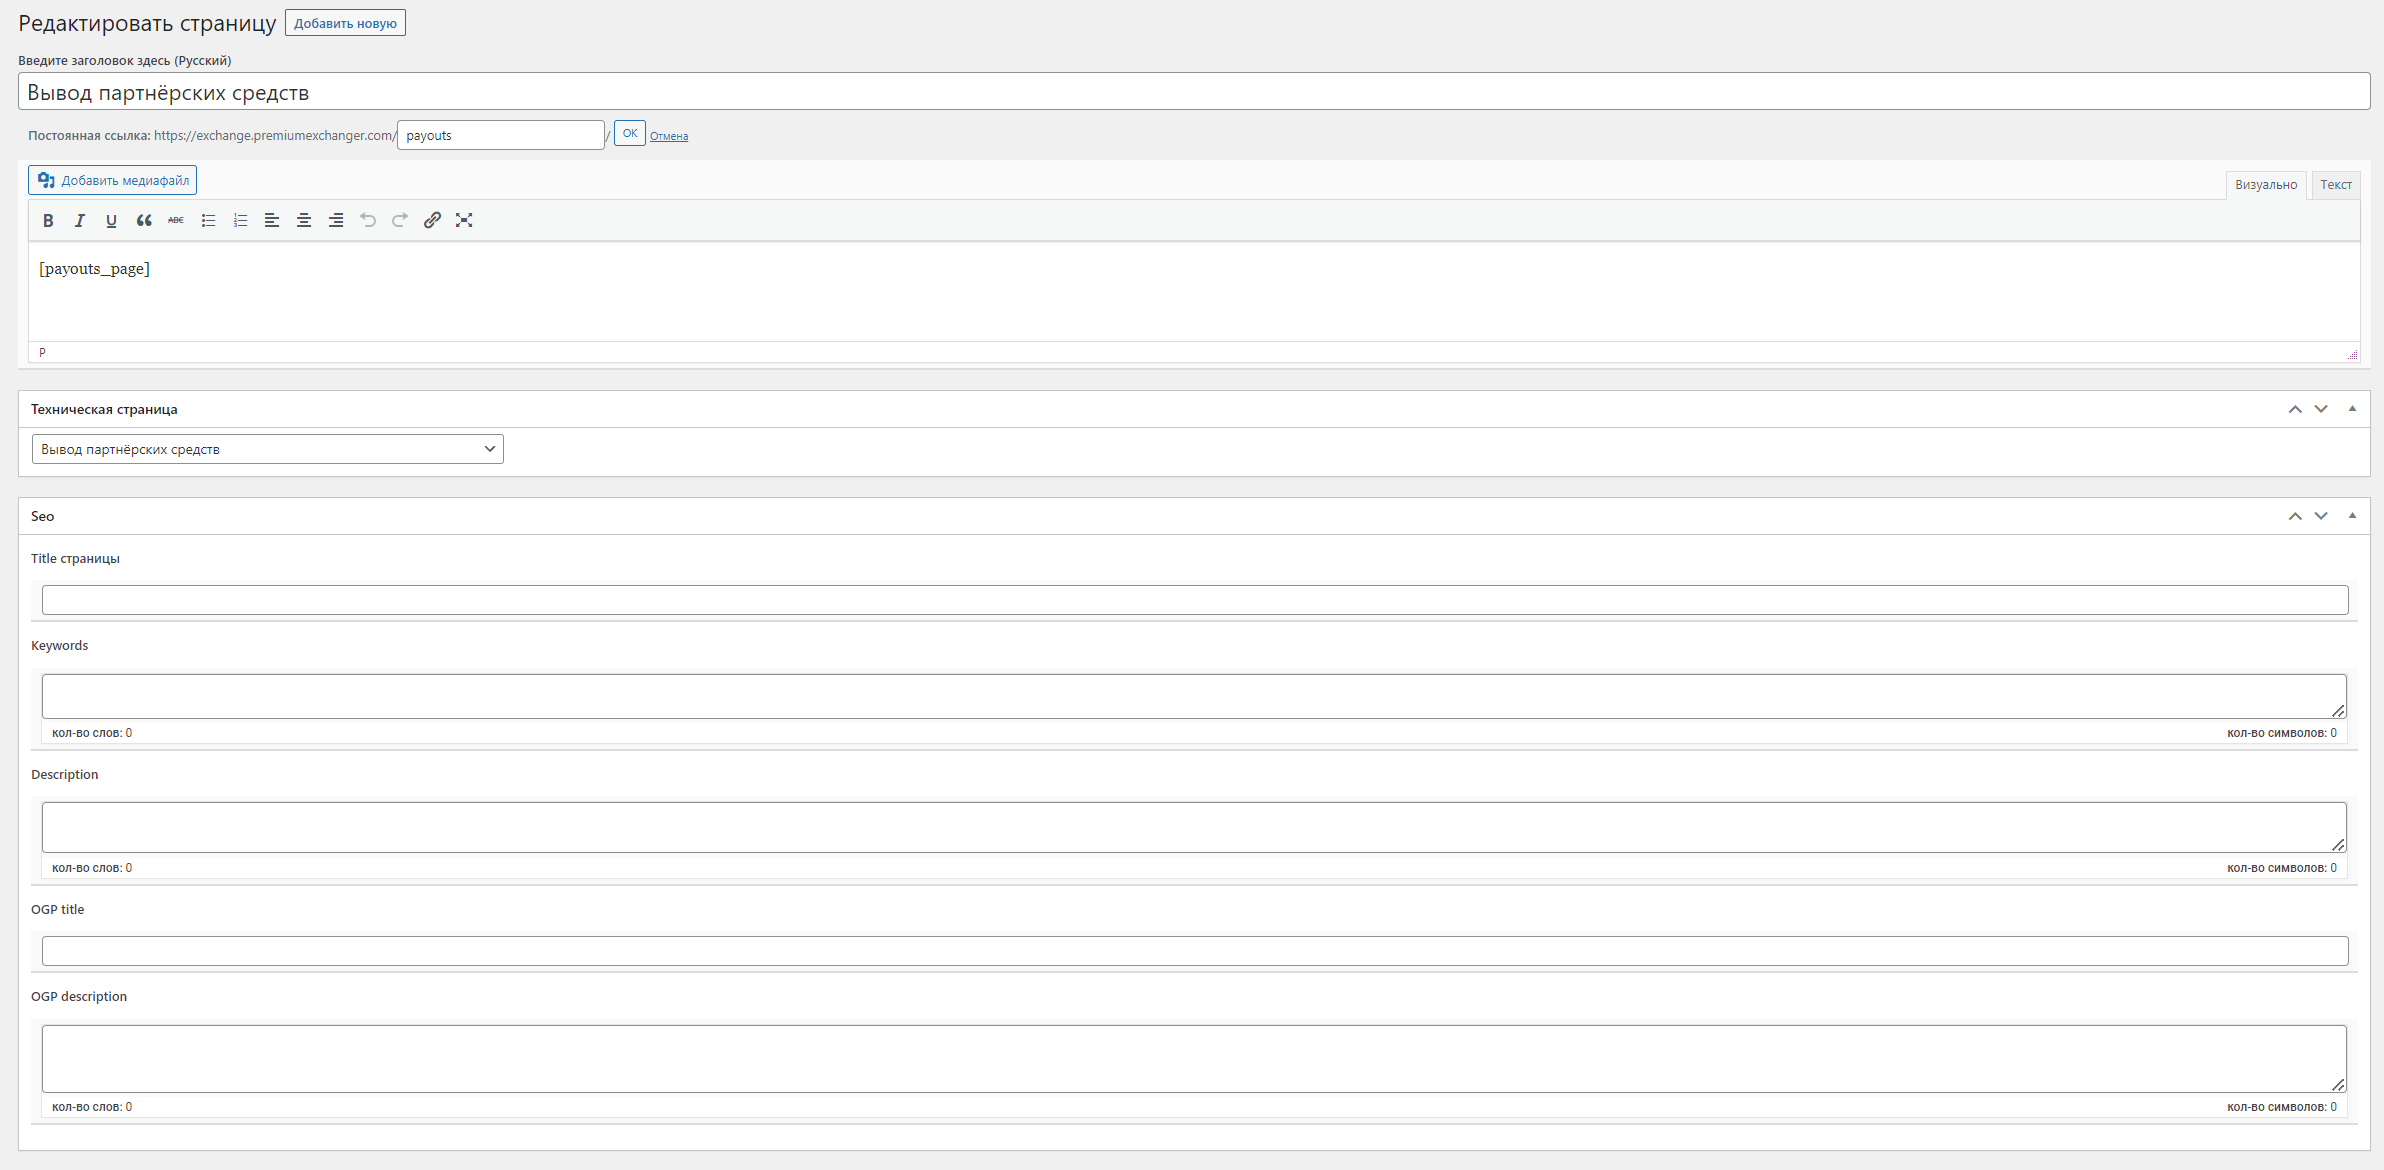 Редактировать страницу Добавить новую
Введите заголовок здесь (Русский)
Вывод партнёрских средств
Постоянная ссылка: https://exchange.premiumexchanger.com/ payouts / ОК Отмена
Добавить медиафайл Визуально Текст
B I U ABC
[payouts_page]
P
Техническая страница
Вывод партнёрских средств
Seo
Title страницы
Keywords
кол-во слов: 0 кол-во символов: 0
Description
кол-во слов: 0 кол-во символов: 0
OGP title
OGP description
кол-во слов: 0 кол-во символов: 0